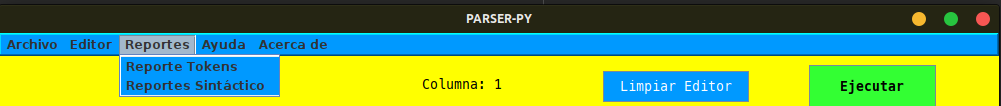 PARSER-PY
Archivo Editor Reportes Ayuda Acerca de
Reporte Tokens
Reportes Sintáctico
Columna: 1
Limpiar Editor
Ejecutar